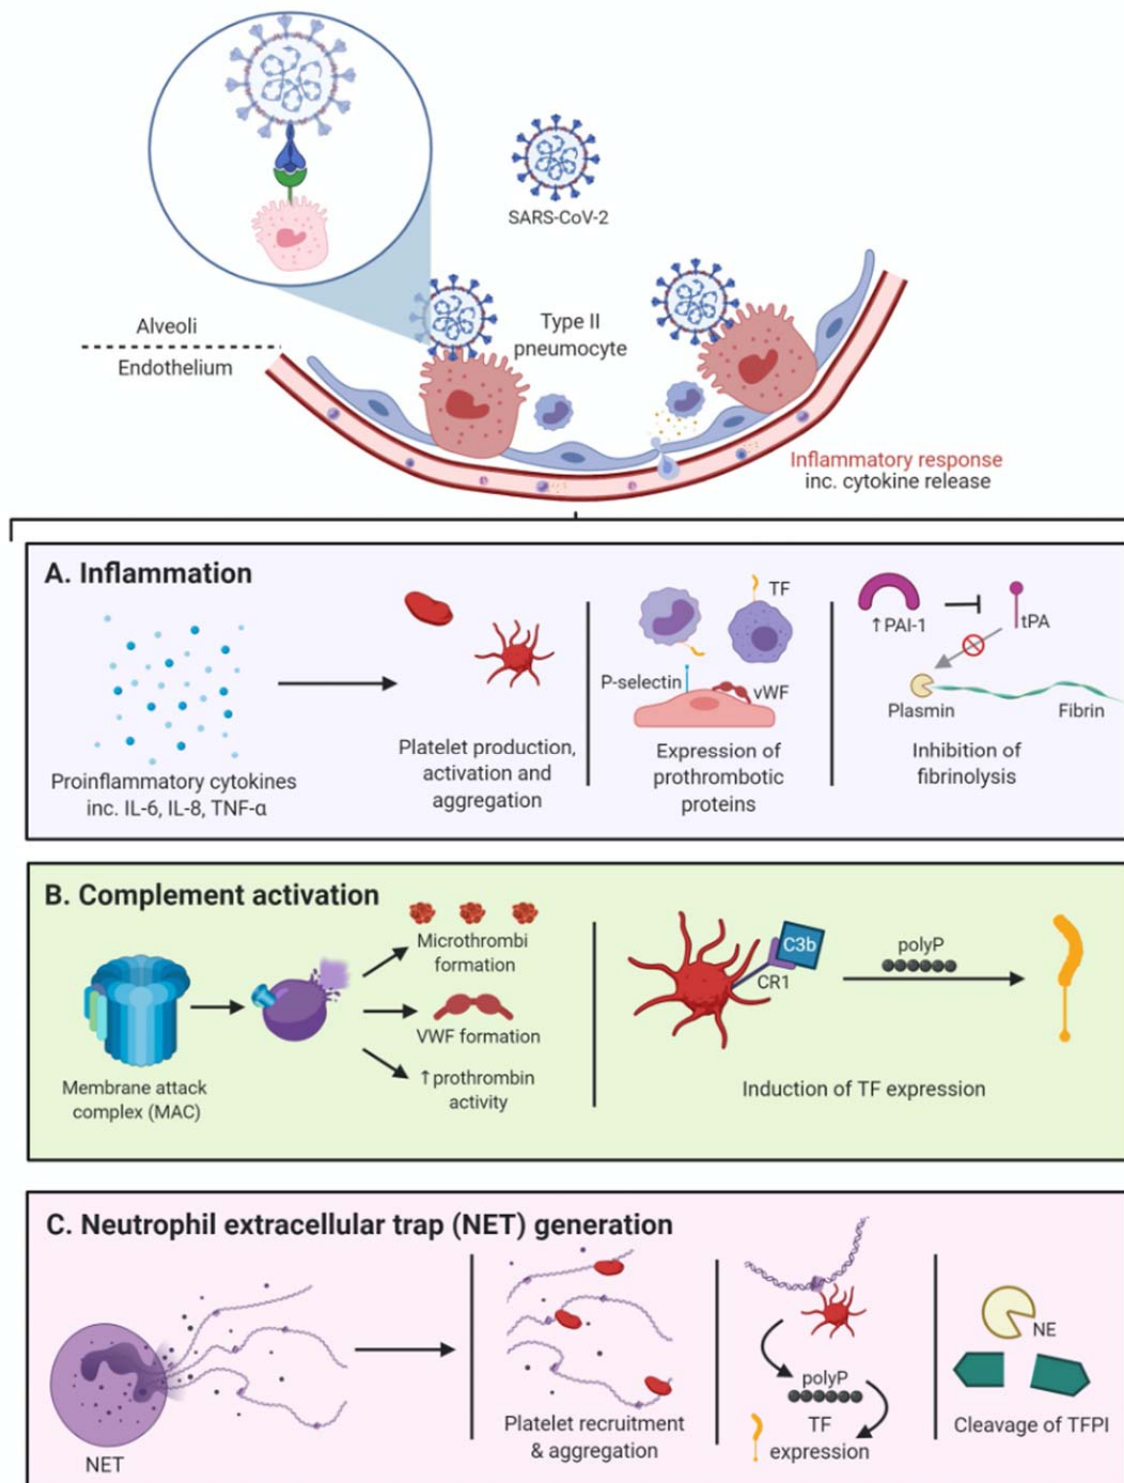 SARS-CoV-2
Alveoli
Endothelium
Type II
pneumocyte
Inflammatory response
inc. cytokine release
A. Inflammation
Proinflammatory cytokines
inc. IL-6, IL-8, TNF-α
Platelet production,
activation and
aggregation
TF
P-selectin
vWF
Expression of
prothrombotic
proteins
↑PAI-1
tPA
Plasmin
Fibrin
Inhibition of
fibrinolysis
B. Complement activation
Membrane attack
complex (MAC)
Microthrombi
formation
VWF formation
↑prothrombin
activity
C3b
CR1
polyP
Induction of TF expression
C. Neutrophil extracellular trap (NET) generation
NET
Platelet recruitment
& aggregation
polyP
TF
expression
NE
Cleavage of TFPI